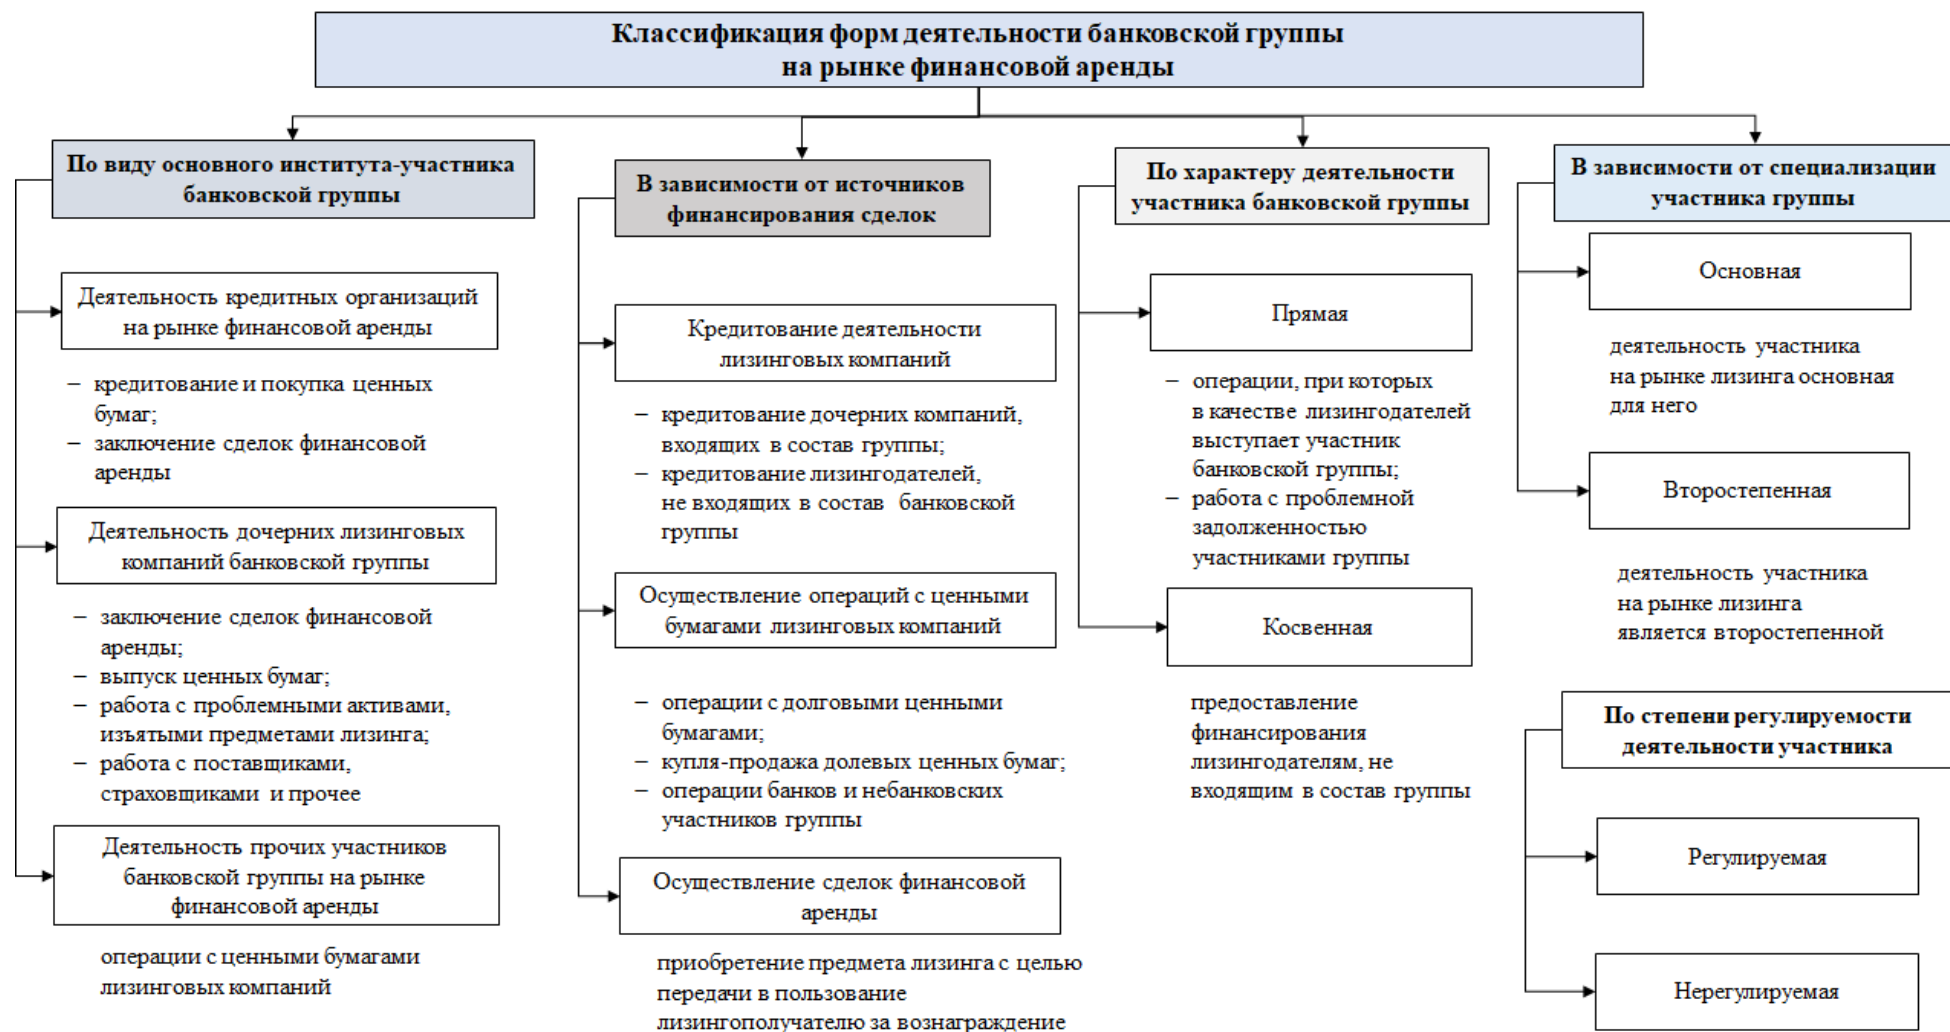 Классификация форм деятельности банковской группы
на рынке финансовой аренды
По виду основного института-участника
банковской группы
Деятельность кредитных организаций
на рынке финансовой аренды
– кредитование и покупка ценных
бумаг;
– заключение сделок финансовой
аренды
Деятельность дочерних лизинговых
компаний банковской группы
– заключение сделок финансовой
аренды;
– выпуск ценных бумаг;
– работа с проблемными активами,
изъятыми предметами лизинга;
– работа с поставщиками,
страховщиками и прочее
Деятельность прочих участников
банковской группы на рынке
финансовой аренды
операции с ценными бумагами
лизинговых компаний
В зависимости от источников
финансирования сделок
Кредитование деятельности
лизинговых компаний
– кредитование дочерних компаний,
входящих в состав группы;
– кредитование лизингодателей,
не входящих в состав банковской
группы
Осуществление операций с ценными
бумагами лизинговых компаний
– операции с долговыми ценными
бумагами;
– купля-продажа долевых ценных бумаг;
– операции банков и небанковских
участников группы
Осуществление сделок финансовой
аренды
приобретение предмета лизинга с целью
передачи в пользование
лизингополучателю за вознаграждение
По характеру деятельности
участника банковской группы
Прямая
– операции, при которых
в качестве лизингодателей
выступает участник
банковской группы;
– работа с проблемной
задолженностью
участниками группы
Косвенная
предоставление
финансирования
лизингодателям, не
входящим в состав группы
В зависимости от специализации
участника группы
Основная
деятельность участника
на рынке лизинга основная
для него
Второстепенная
деятельность участника
на рынке лизинга
является второстепенной
По степени регулируемости
деятельности участника
Регулируемая
Нерегулируемая